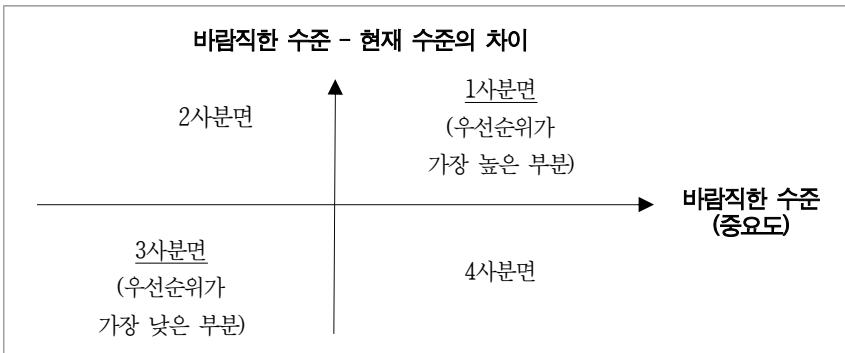 바람직한 수준 - 현재 수준의 차이
2사분면
1사분면
(우선순위가
가장 높은 부분)
바람직한 수준
(중요도)
3사분면
(우선순위가
가장 낮은 부분)
4사분면